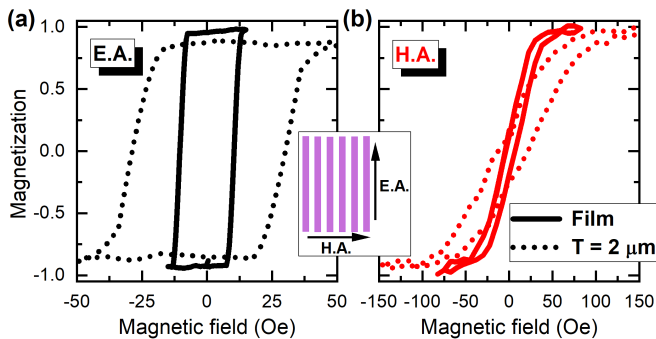 (a)
E.A.
Magnetization
1.0
0.5
0.0
-0.5
-1.0
-50
-25
0
25
50
Magnetic field (Oe)
E.A.
H.A.
(b)
H.A.
Film
T = 2 μm
-150
-100
-50
0
50
100
150
Magnetic field (Oe)